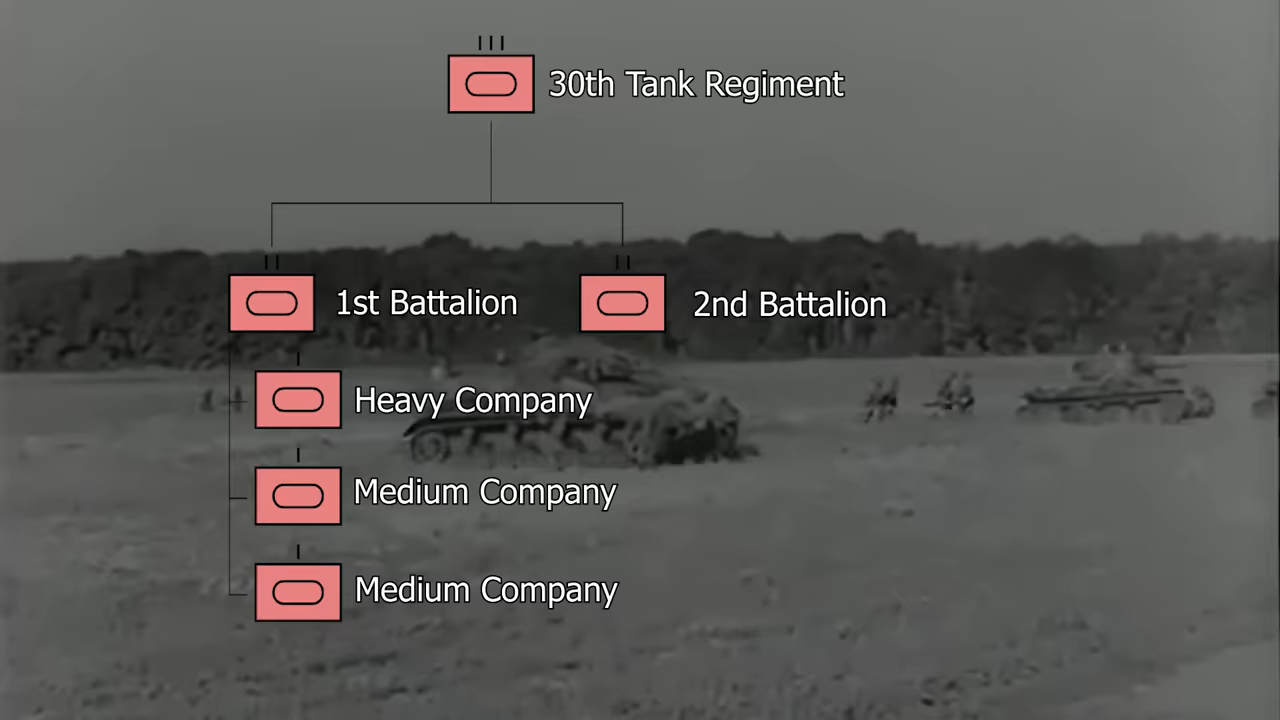 30th Tank Regiment
1st Battalion
2nd Battalion
Heavy Company
Medium Company
Medium Company